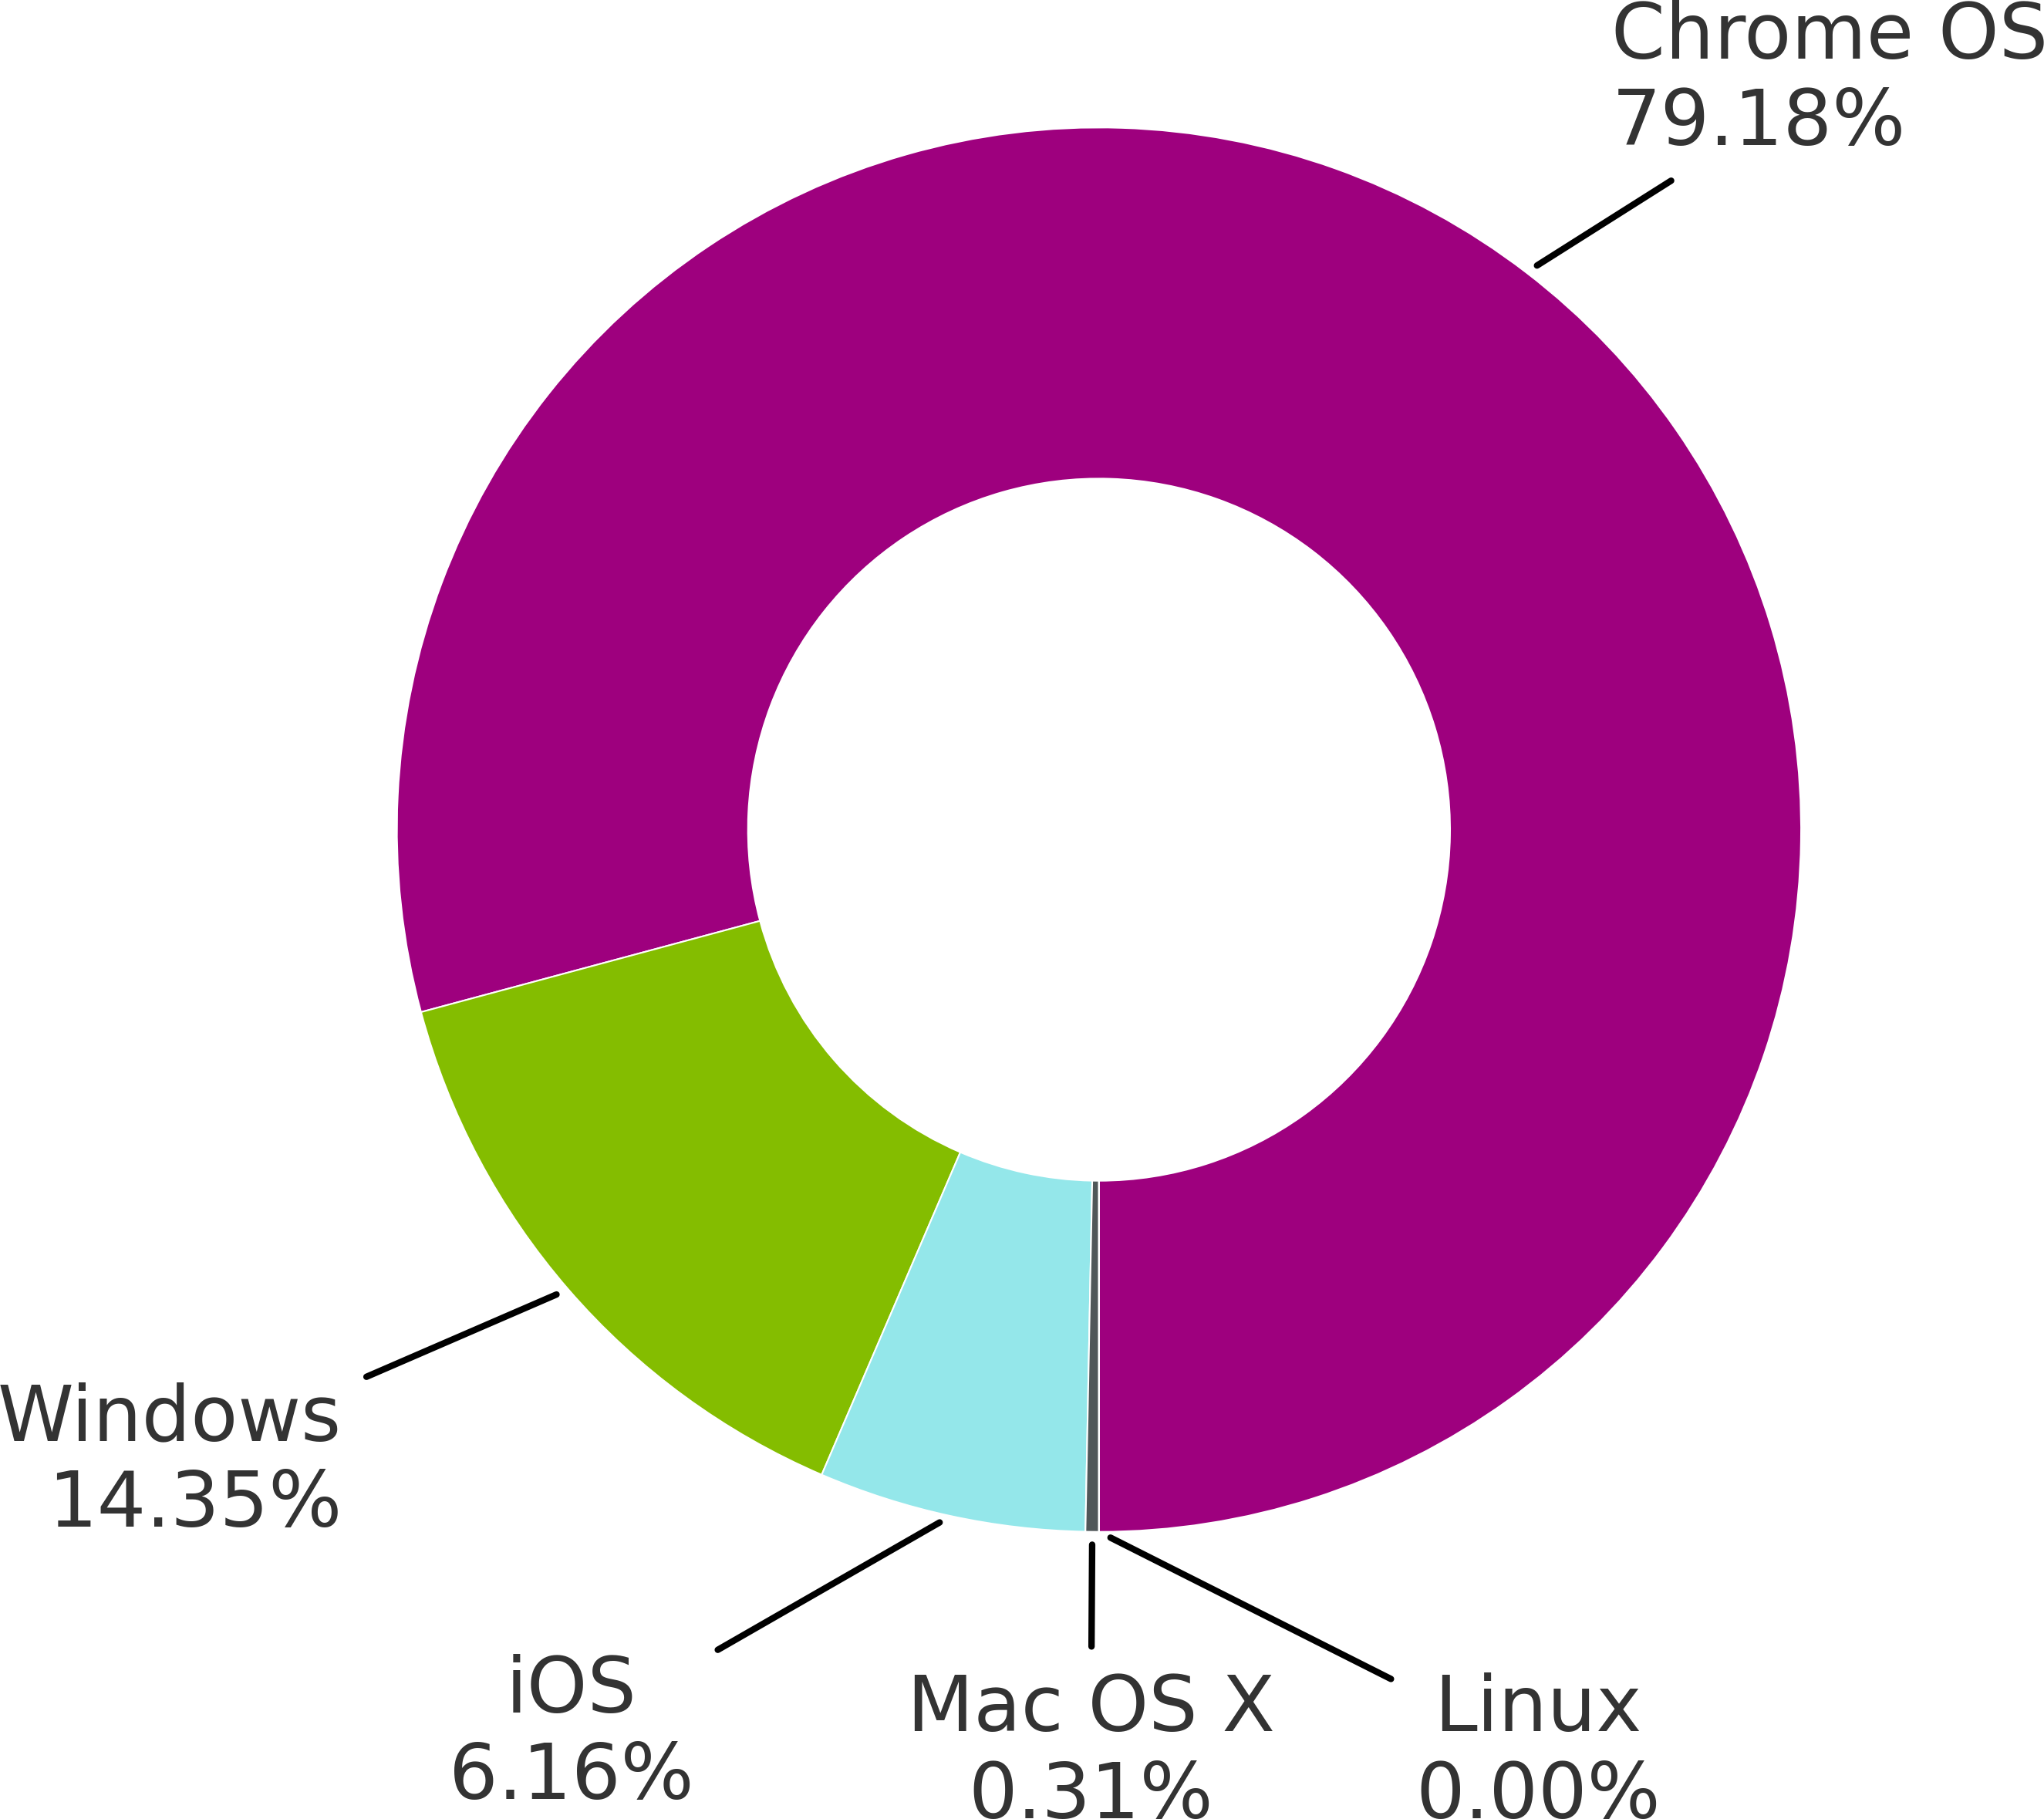 Chrome OS
79.18%
Windows
14.35%
iOS
6.16%
Mac OS X
0.31%
Linux
0.00%